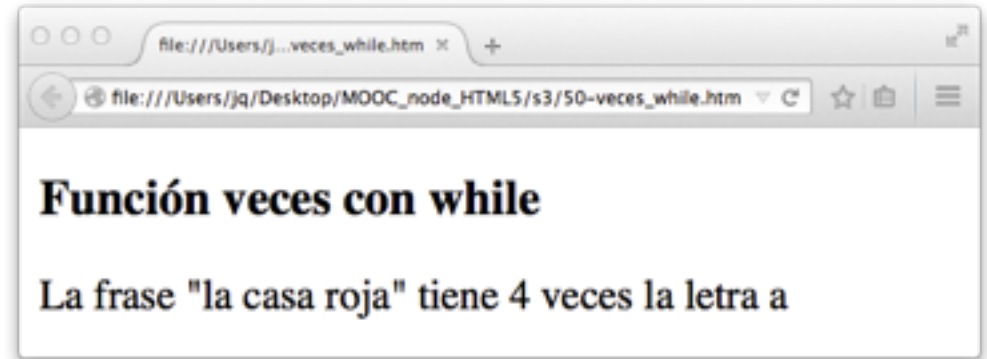 file:///Users/j...veces_while.htm
file:///Users/jq/Desktop/MOOC_node_HTML5/s3/50-veces_while.htm
Función veces con while
La frase "la casa roja" tiene 4 veces la letra a